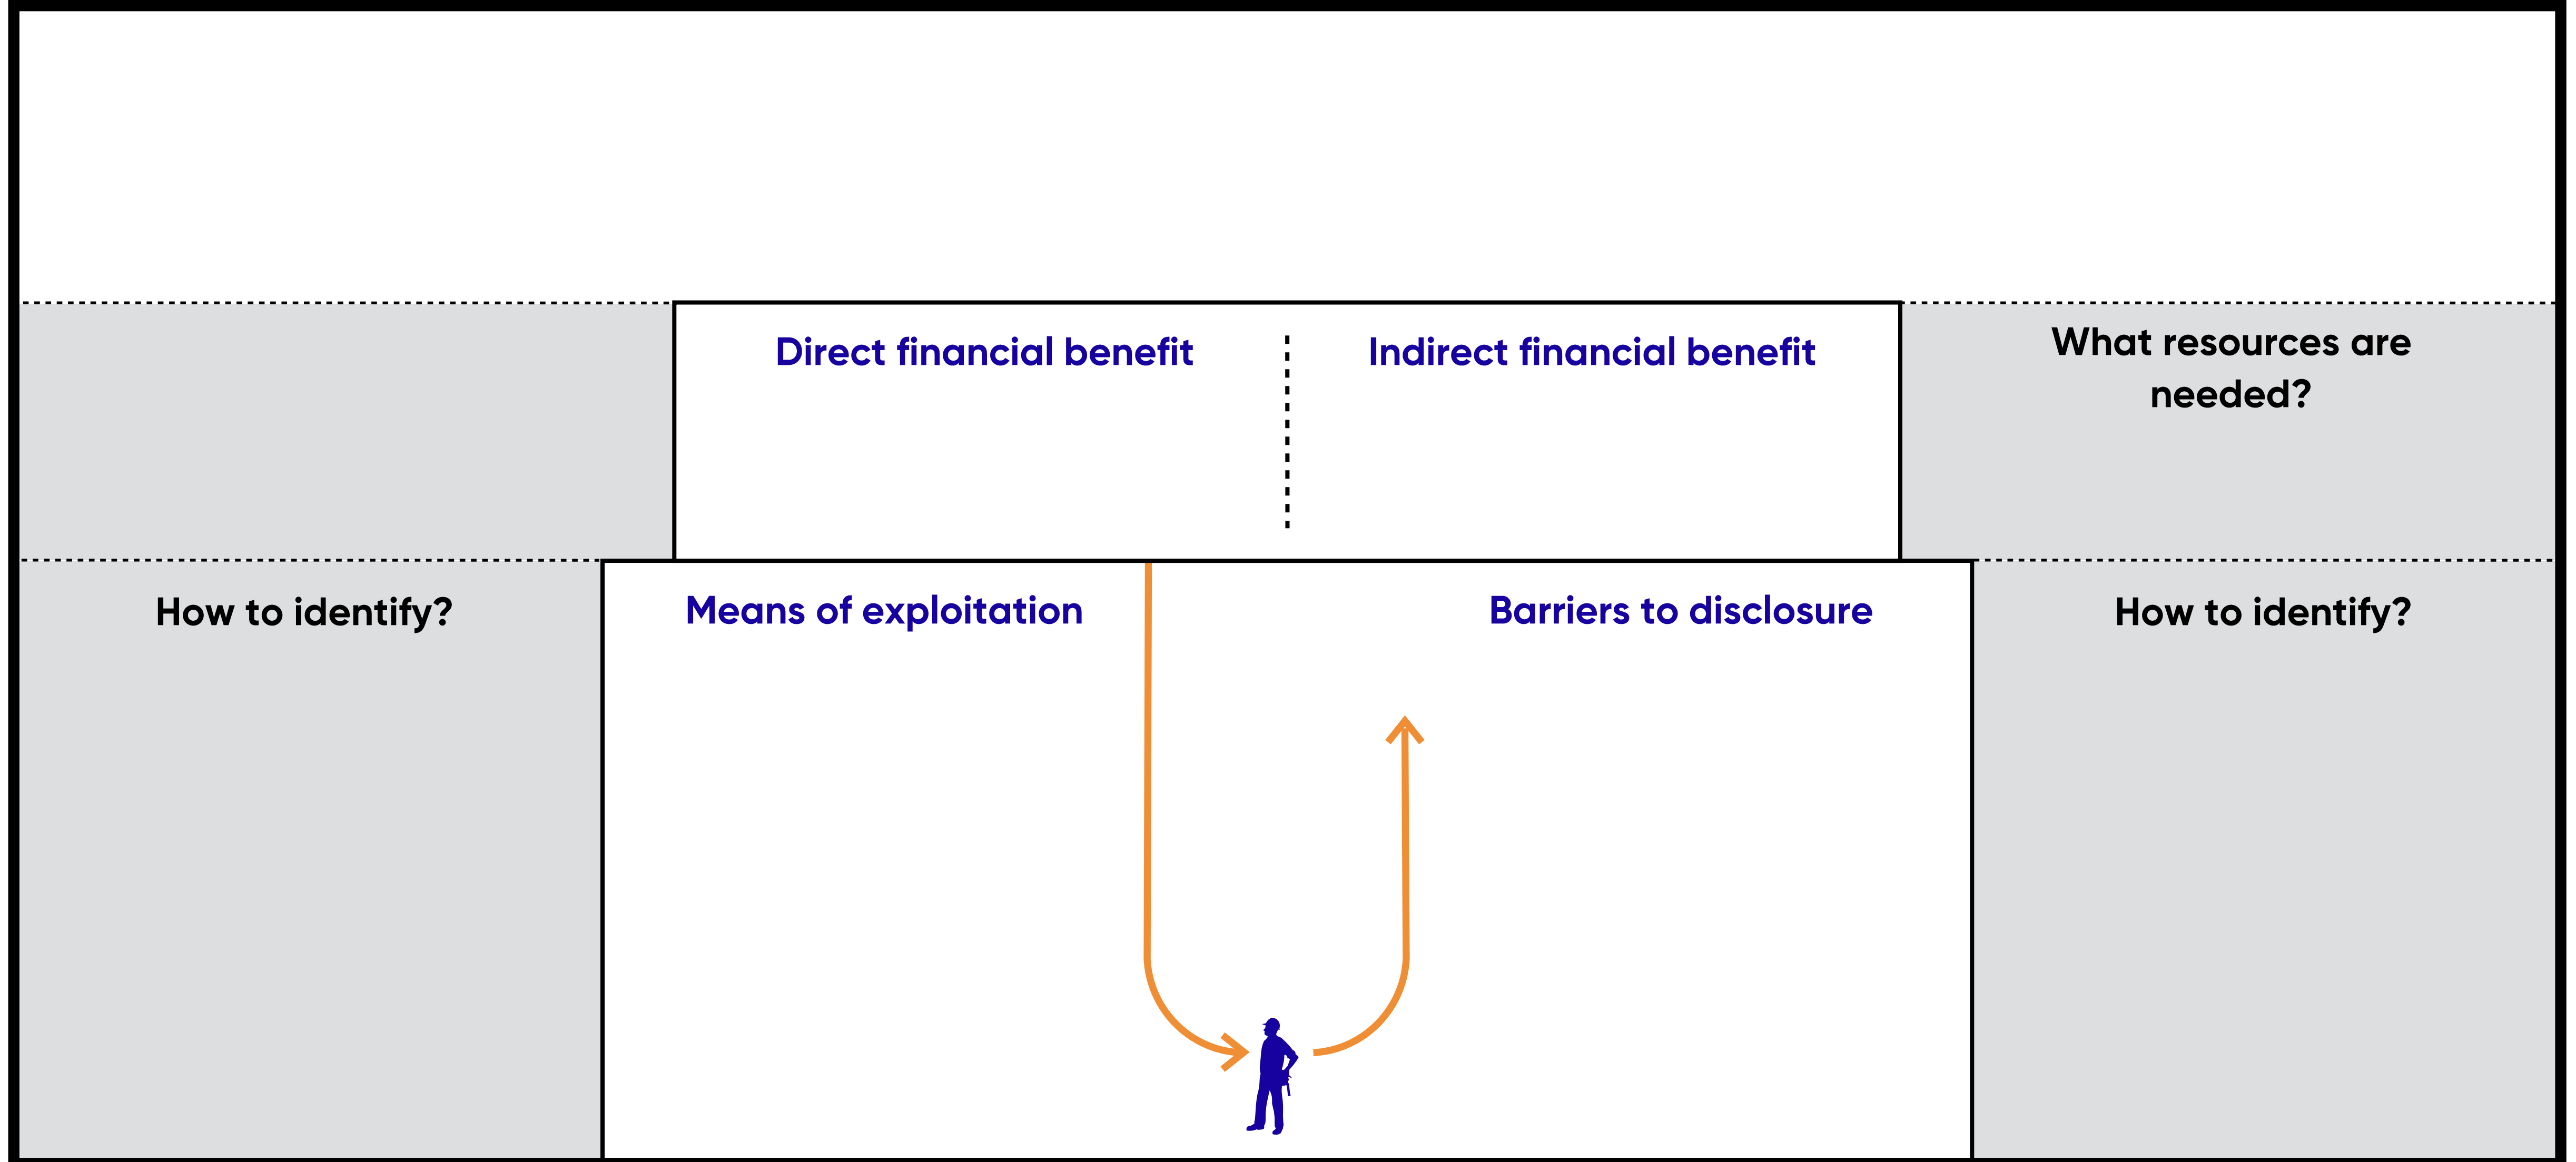 Direct financial benefit
Indirect financial benefit
What resources are
needed?
How to identify?
Means of exploitation
Barriers to disclosure
How to identify?